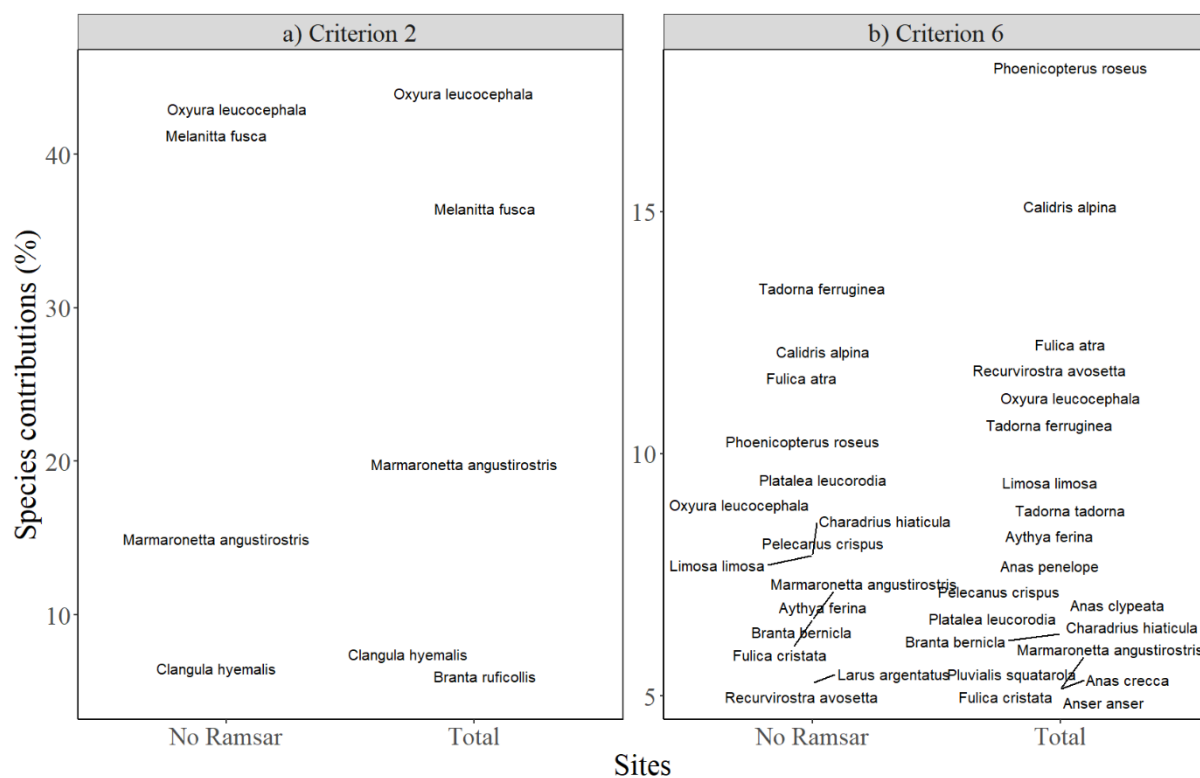 a) Criterion 2
b) Criterion 6
Species contributions (%)
40
30
20
10
Oxyura leucocephala
Melanitta fusca
Marmaronetta angustirostris
Clangula hyemalis
Oxyura leucocephala
Melanitta fusca
Marmaronetta angustirostris
Clangula hyemalis
Branta ruficollis
No Ramsar
Total
15
10
5
Tadorna ferruginea
Calidris alpina
Fulica atra
Phoenicopterus roseus
Platalea leucorodia
Oxyura leucocephala
Charadrius hiaticula
Pelecanus crispus
Limosa limosa
Marmaronetta angustirostris
Aythya ferina
Branta bernicla
Fulica cristata
Larus argentatus
Recurvirostra avosetta
Phoenicopterus roseus
Calidris alpina
Fulica atra
Recurvirostra avosetta
Oxyura leucocephala
Tadorna ferruginea
Limosa limosa
Tadorna tadorna
Aythya ferina
Anas penelope
Pelecanus crispus
Anas clypeata
Platalea leucorodia
Charadrius hiaticula
Branta bernicla
Marmaronetta angustirostris
Pluvialis squatarola
Anas crecca
Fulica cristata
Anser anser
No Ramsar
Total
Sites